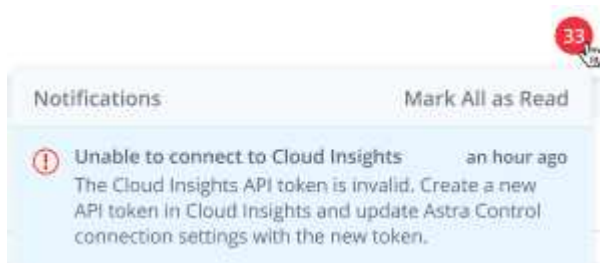 33
Notifications Mark All as Read
Unable to connect to Cloud Insights an hour ago
The Cloud Insights API token is invalid. Create a new
API token in Cloud Insights and update Astra Control
connection settings with the new token.